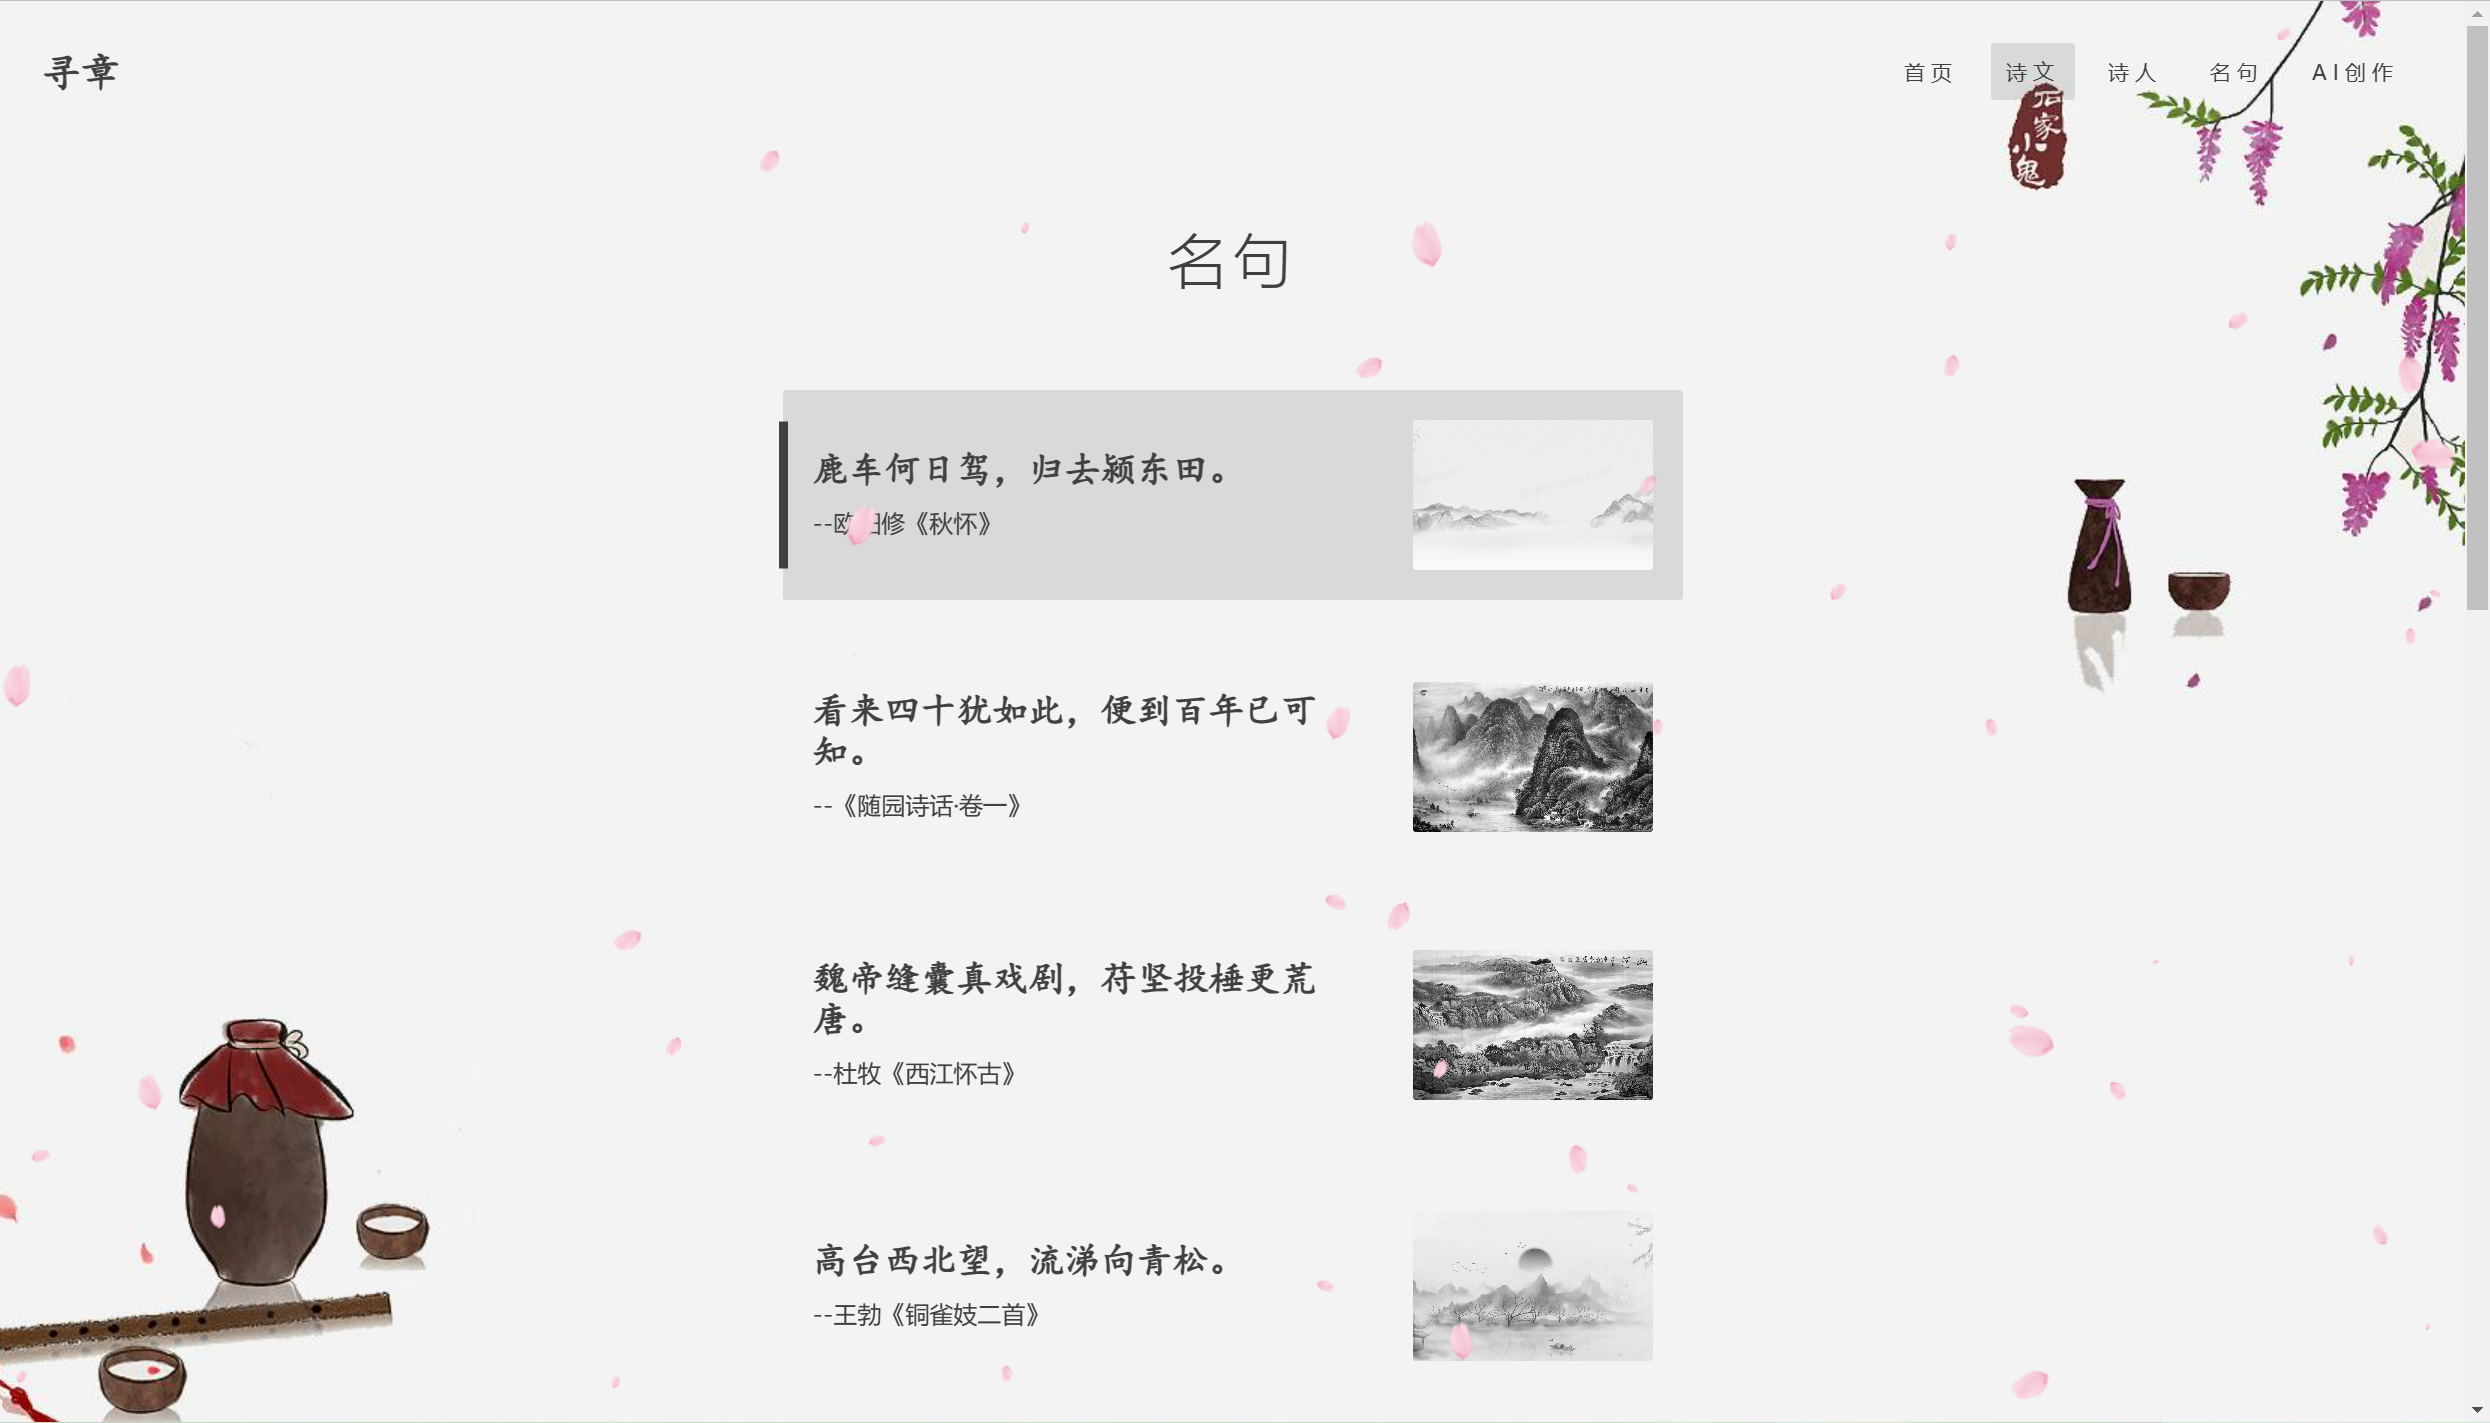 寻章
首页
诗文
诗人
名句
AI创作
石家小鬼
名句
鹿车何日驾，归去颍东田。
--欧阳修《秋怀》
看来四十犹如此，便到百年已可
知。
--《随园诗话·卷一》
魏帝缝囊真戏剧，苻坚投棰更荒
唐。
--杜牧《西江怀古》
高台西北望，流涕向青松。
--王勃《铜雀妓二首》